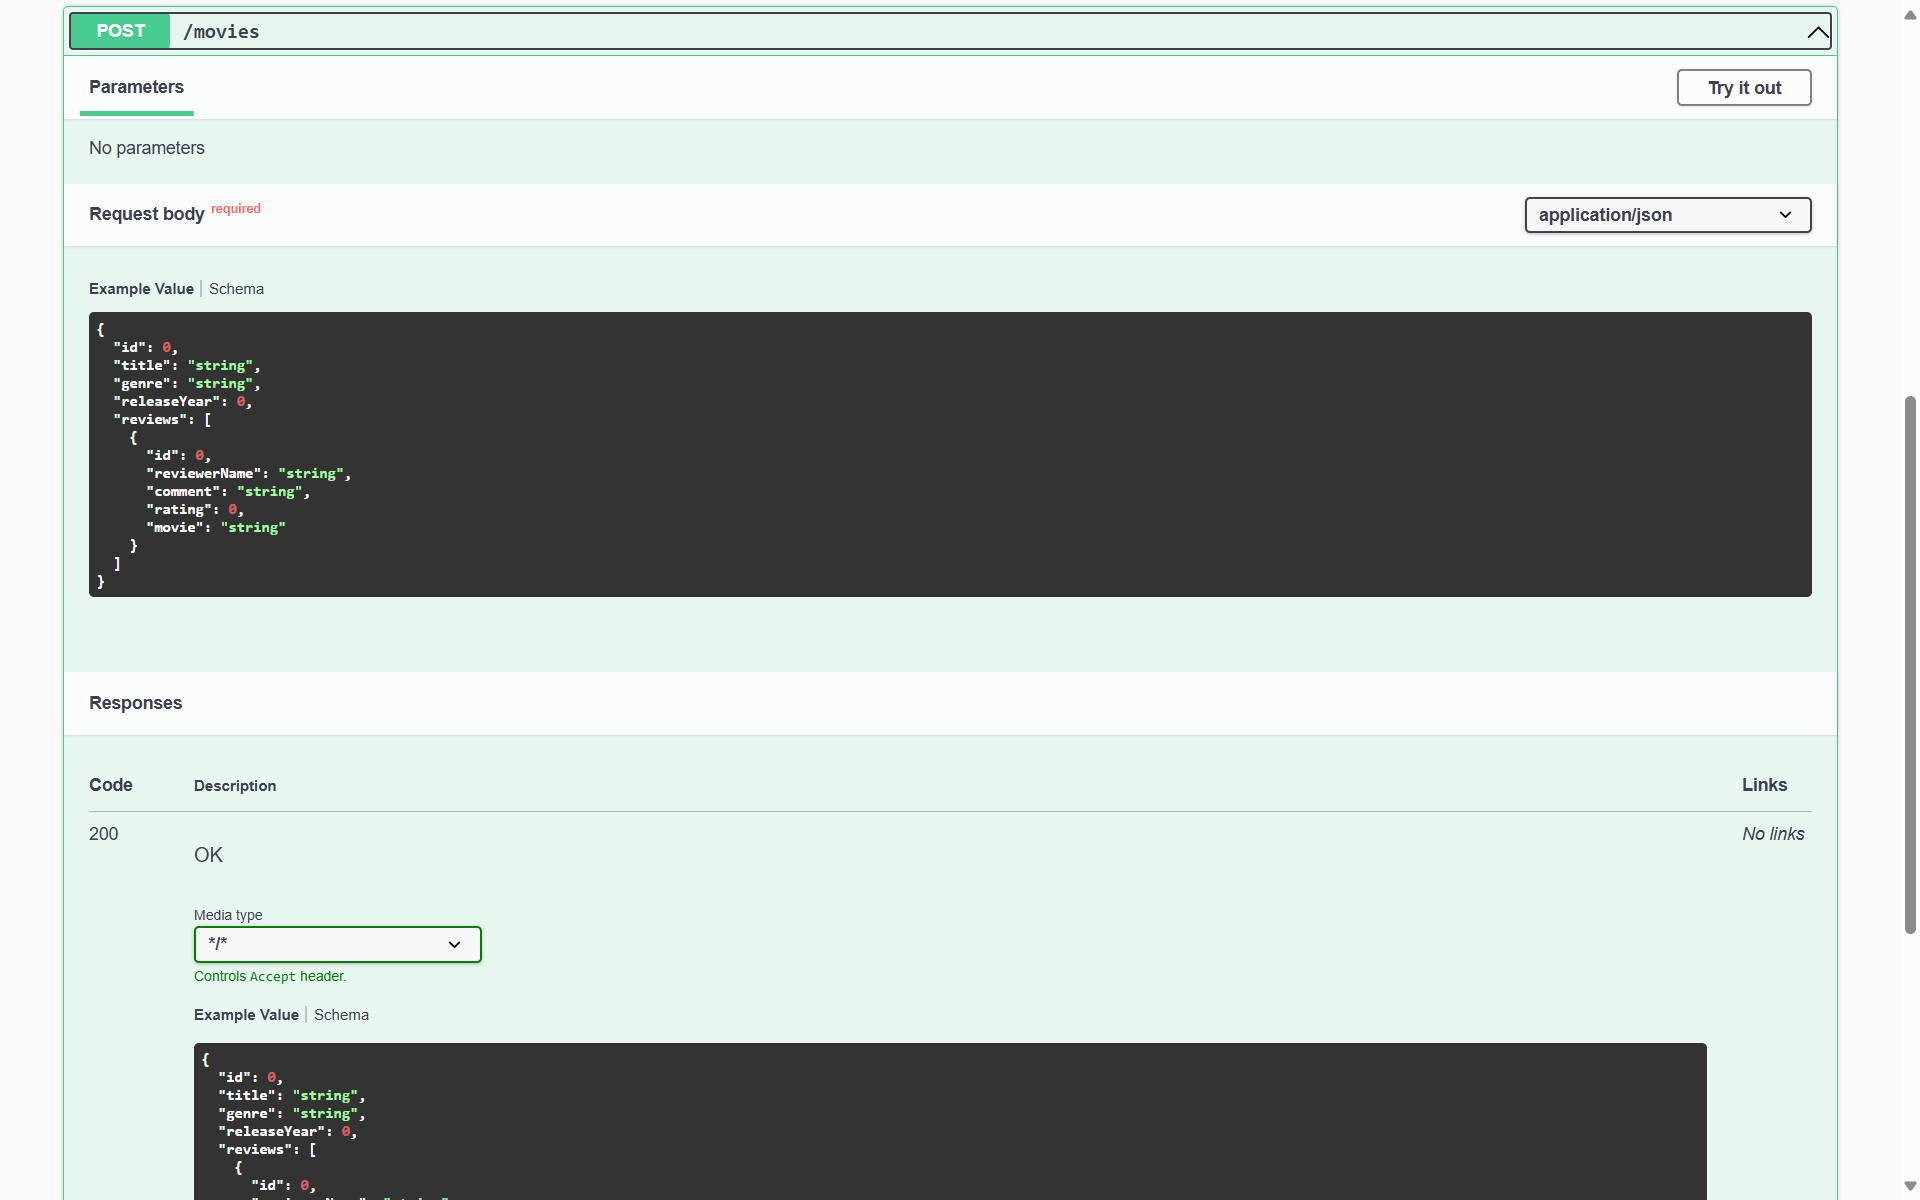 POST /movies
Parameters
Try it out
No parameters
Request body required
application/json
Example Value | Schema
{
  "id": 0,
  "title": "string",
  "genre": "string",
  "releaseYear": 0,
  "reviews": [
    {
      "id": 0,
      "reviewerName": "string",
      "comment": "string",
      "rating": 0,
      "movie": "string"
    }
  ]
}
Responses
Code Description Links
200 No links
OK
Media type
*/*
Controls Accept header.
Example Value | Schema
{
  "id": 0,
  "title": "string",
  "genre": "string",
  "releaseYear": 0,
  "reviews": [
    {
      "id": 0,